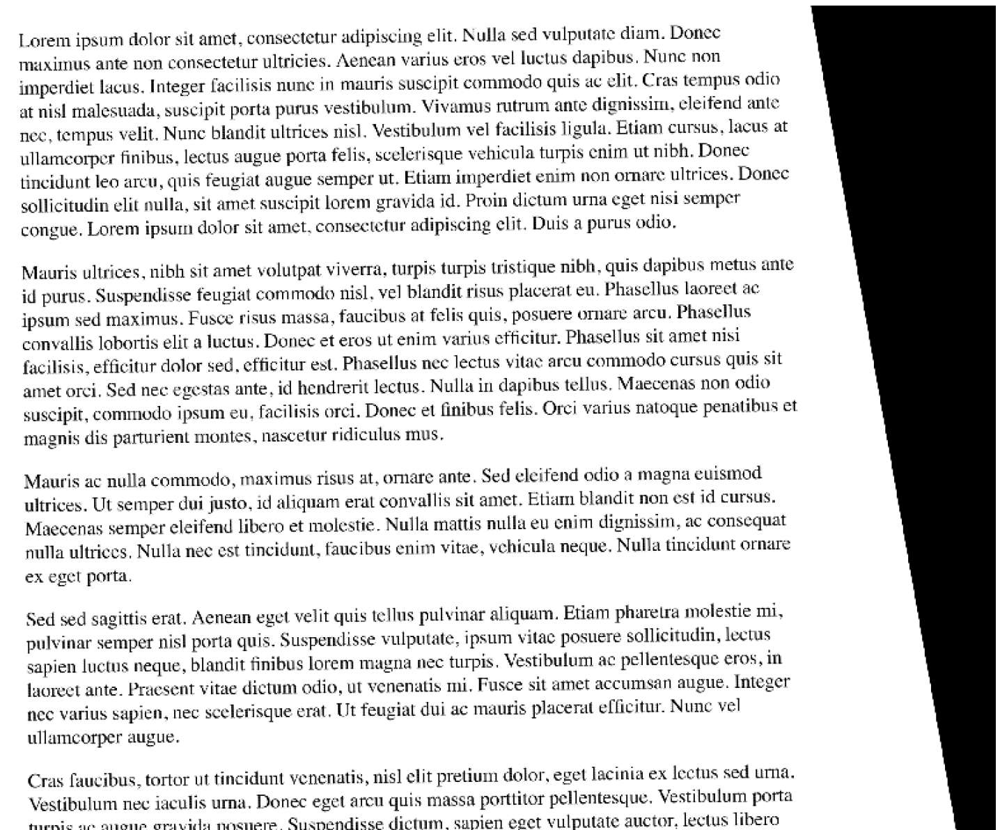 Lorem ipsum dolor sit amet, consectetur adipiscing elit. Nulla sed vulputate diam. Donec
maximus ante non consectetur ultricies. Aenean varius eros vel luctus dapibus. Nunc non
imperdiet lacus. Integer facilisis nunc in mauris suscipit commodo quis ac elit. Cras tempus odio
at nisl malesuada, suscipit porta purus vestibulum. Vivamus rutrum ante dignissim, eleifend ante
nec, tempus velit. Nunc blandit ultrices nisl. Vestibulum vel facilisis ligula. Etiam cursus, lacus at
ullamcorper finibus, lectus augue porta felis, scelerisque vehicula turpis enim ut nibh. Donec
tincidunt leo arcu, quis feugiat augue semper ut. Etiam imperdiet enim non ornare ultrices. Donec
sollicitudin elit nulla, sit amet suscipit lorem gravida id. Proin dictum urna eget nisi semper
congue. Lorem ipsum dolor sit amet, consectetur adipiscing elit. Duis a purus odio.
Mauris ultrices, nibh sit amet volutpat viverra, turpis turpis tristique nibh, quis dapibus metus ante
id purus. Suspendisse feugiat commodo nisl, vel blandit risus placerat eu. Phasellus laoreet ac
ipsum sed maximus. Fusce risus massa, faucibus at felis quis, posuere ornare arcu. Phasellus
convallis lobortis elit a luctus. Donec et eros ut enim varius efficitur. Phasellus sit amet nisi
facilisis, efficitur dolor sed, efficitur est. Phasellus nec lectus vitae arcu commodo cursus quis sit
amet orci. Sed nec egestas ante, id hendrerit lectus. Nulla in dapibus tellus. Maecenas non odio
suscipit, commodo ipsum eu, facilisis orci. Donec et finibus felis. Orci varius natoque penatibus et
magnis dis parturient montes, nascetur ridiculus mus.
Mauris ac nulla commodo, maximus risus at, ornare ante. Sed eleifend odio a magna euismod
ultrices. Ut semper dui justo, id aliquam erat convallis sit amet. Etiam blandit non est id cursus.
Maecenas semper eleifend libero et molestie. Nulla mattis nulla eu enim dignissim, ac consequat
nulla ultrices. Nulla nec est tincidunt, faucibus enim vitae, vehicula neque. Nulla tincidunt ornare
ex eget porta.
Sed sed sagittis erat. Aenean eget velit quis tellus pulvinar aliquam. Etiam pharetra molestie mi,
pulvinar semper nisl porta quis. Suspendisse vulputate, ipsum vitae posuere sollicitudin, lectus
sapien luctus neque, blandit finibus lorem magna nec turpis. Vestibulum ac pellentesque eros, in
laoreet ante. Praesent vitae dictum odio, ut venenatis mi. Fusce sit amet accumsan augue. Integer
nec varius sapien, nec scelerisque erat. Ut feugiat dui ac mauris placerat efficitur. Nunc vel
ullamcorper augue.
Cras faucibus, tortor ut tincidunt venenatis, nisl elit pretium dolor, eget lacinia ex lectus sed urna.
Vestibulum nec iaculis urna. Donec eget arcu quis massa porttitor pellentesque. Vestibulum porta
turpis ac augue gravida posuere. Suspendisse dictum, sapien eget vulputate auctor, lectus libero